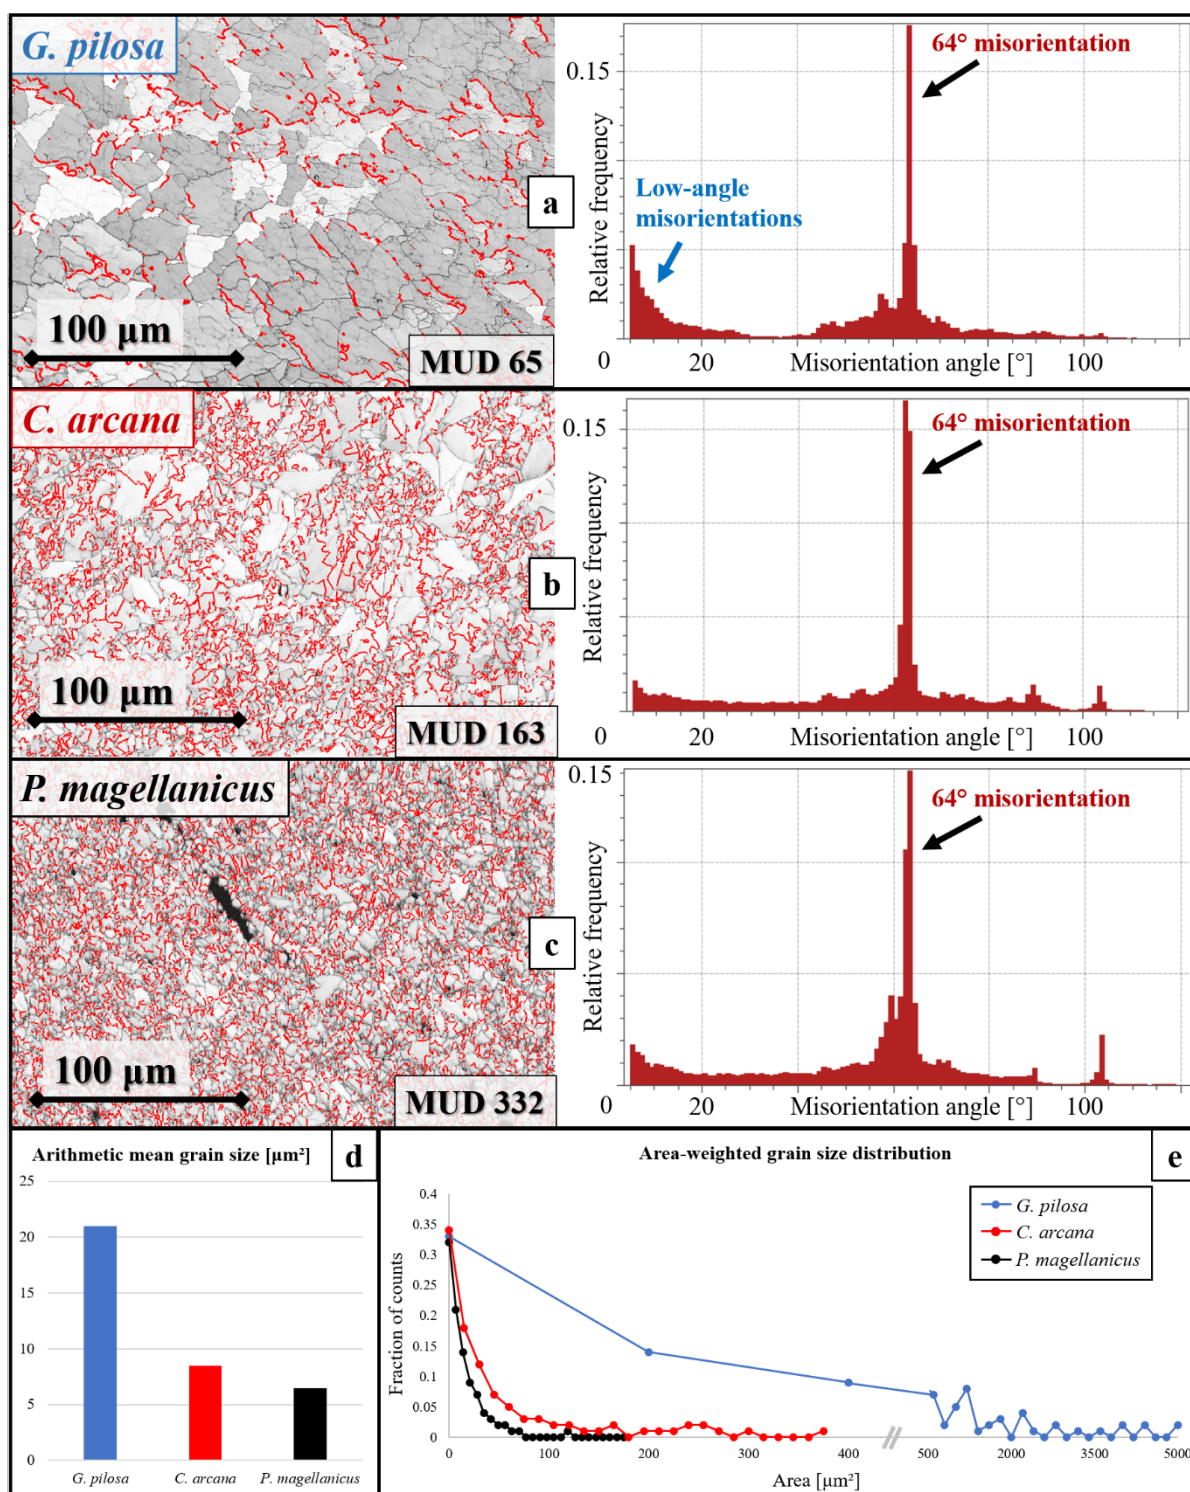 G. pilosa
a
100 µm
MUD 65
0.15
Relative frequency
64° misorientation
Low-angle
misorientations
0
20
Misorientation angle [°]
100
C. arcana
b
100 µm
MUD 163
0.15
Relative frequency
64° misorientation
0
20
Misorientation angle [°]
100
P. magellanicus
c
100 µm
MUD 332
0.15
Relative frequency
64° misorientation
0
20
Misorientation angle [°]
100
Arithmetic mean grain size [µm²]
d
25
20
15
10
5
0
G. pilosa
C. arcana
P. magellanicus
Area-weighted grain size distribution
e
G. pilosa
C. arcana
P. magellanicus
Fraction of counts
0.4
0.35
0.3
0.25
0.2
0.15
0.1
0.05
0
0
200
400
500
2000
3500
5000
100
300
Area [µm²]